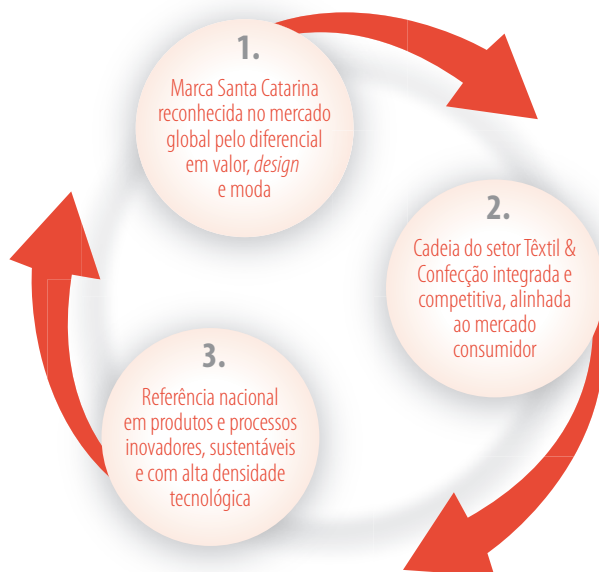 1.
Marca Santa Catarina
reconhecida no mercado
global pelo diferencial
em valor, design
e moda
2.
Cadeia do setor Têxtil &
Confecção integrada e
competitiva, alinhada
ao mercado
consumidor
3.
Referência nacional
em produtos e processos
inovadores, sustentáveis
e com alta densidade
tecnológica